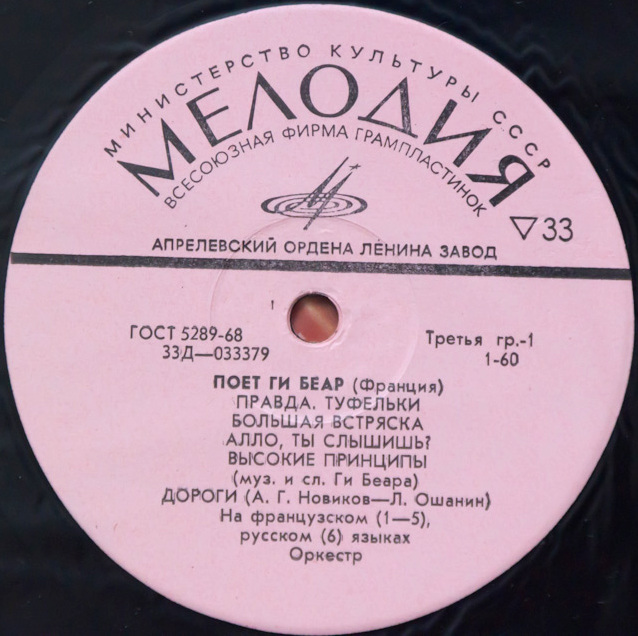 МИНИСТЕРСТВО КУЛЬТУРЫ СССР
МЕЛОДИЯ
ВСЕСОЮЗНАЯ ФИРМА ГРАМПЛАСТИНОК
▽33
АПРЕЛЕВСКИЙ ОРДЕНА ЛЕНИНА ЗАВОД
1
ГОСТ 5289-68
33Д—033379
Третья гр.-1
1-60
ПОЕТ ГИ БЕАР (Франция)
ПРАВДА. ТУФЕЛЬКИ
БОЛЬШАЯ ВСТРЯСКА
АЛЛО, ТЫ СЛЫШИШЬ?
ВЫСОКИЕ ПРИНЦИПЫ
(муз. и сл. Ги Беара)
ДОРОГИ (А. Г. Новиков—Л. Ошанин)
На французском (1—5),
русском (6) языках
Оркестр